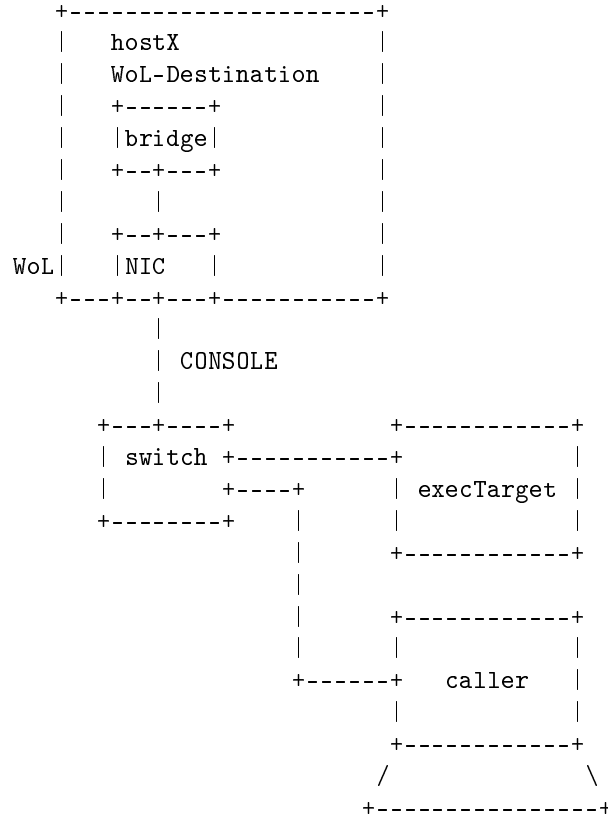 hostX
WoL-Destination
bridge
WoL
NIC
CONSOLE
switch
execTarget
caller